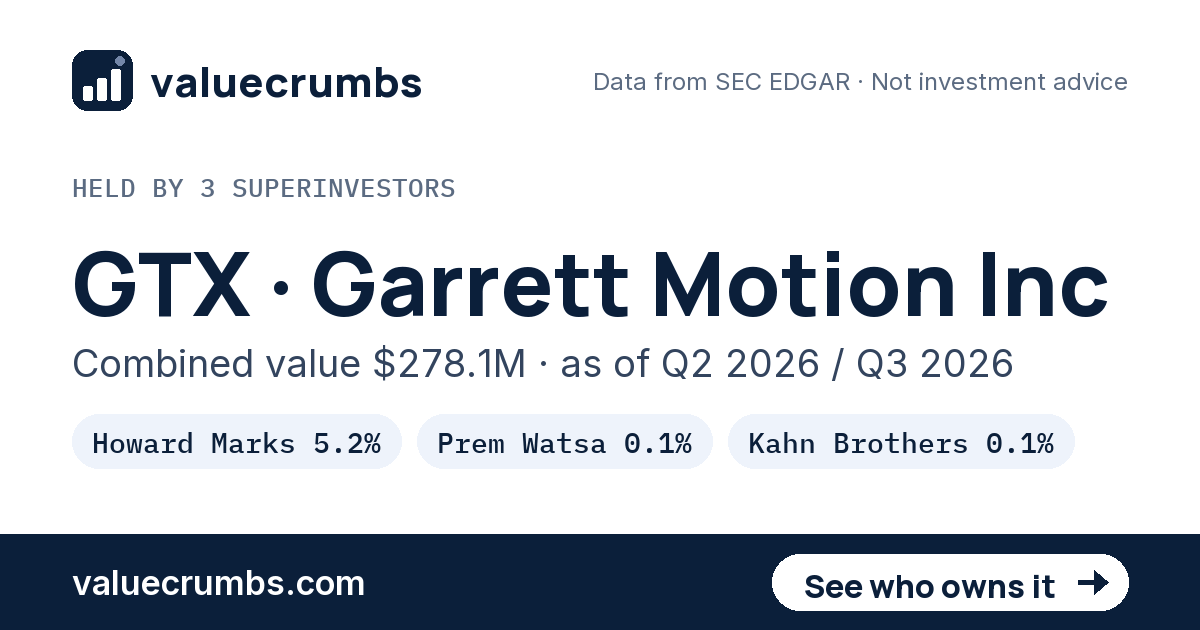 valuecrumbs
Data from SEC EDGAR · Not investment advice
HELD BY 3 SUPERINVESTORS
GTX · Garrett Motion Inc
Combined value $278.1M · as of Q2 2026 / Q3 2026
Howard Marks 5.2% Prem Watsa 0.1% Kahn Brothers 0.1%
valuecrumbs.com
See who owns it →